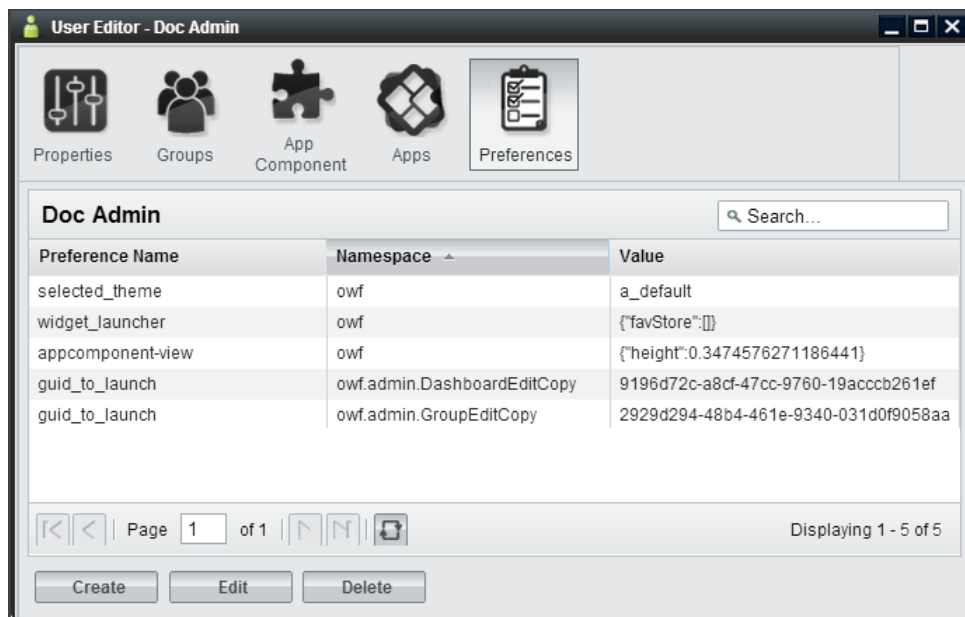 User Editor - Doc Admin
Properties Groups App Component Apps Preferences
Doc Admin Search...
Preference Name Namespace Value
selected_theme owf a_default
widget_launcher owf {"favStore":[]}
appcomponent-view owf {"height":0.3474576271186441}
guid_to_launch owf.admin.DashboardEditCopy 9196d72c-a8cf-47cc-9760-19acccb261ef
guid_to_launch owf.admin.GroupEditCopy 2929d294-48b4-461e-9340-031d0f9058aa
Page 1 of 1 Displaying 1 - 5 of 5
Create Edit Delete